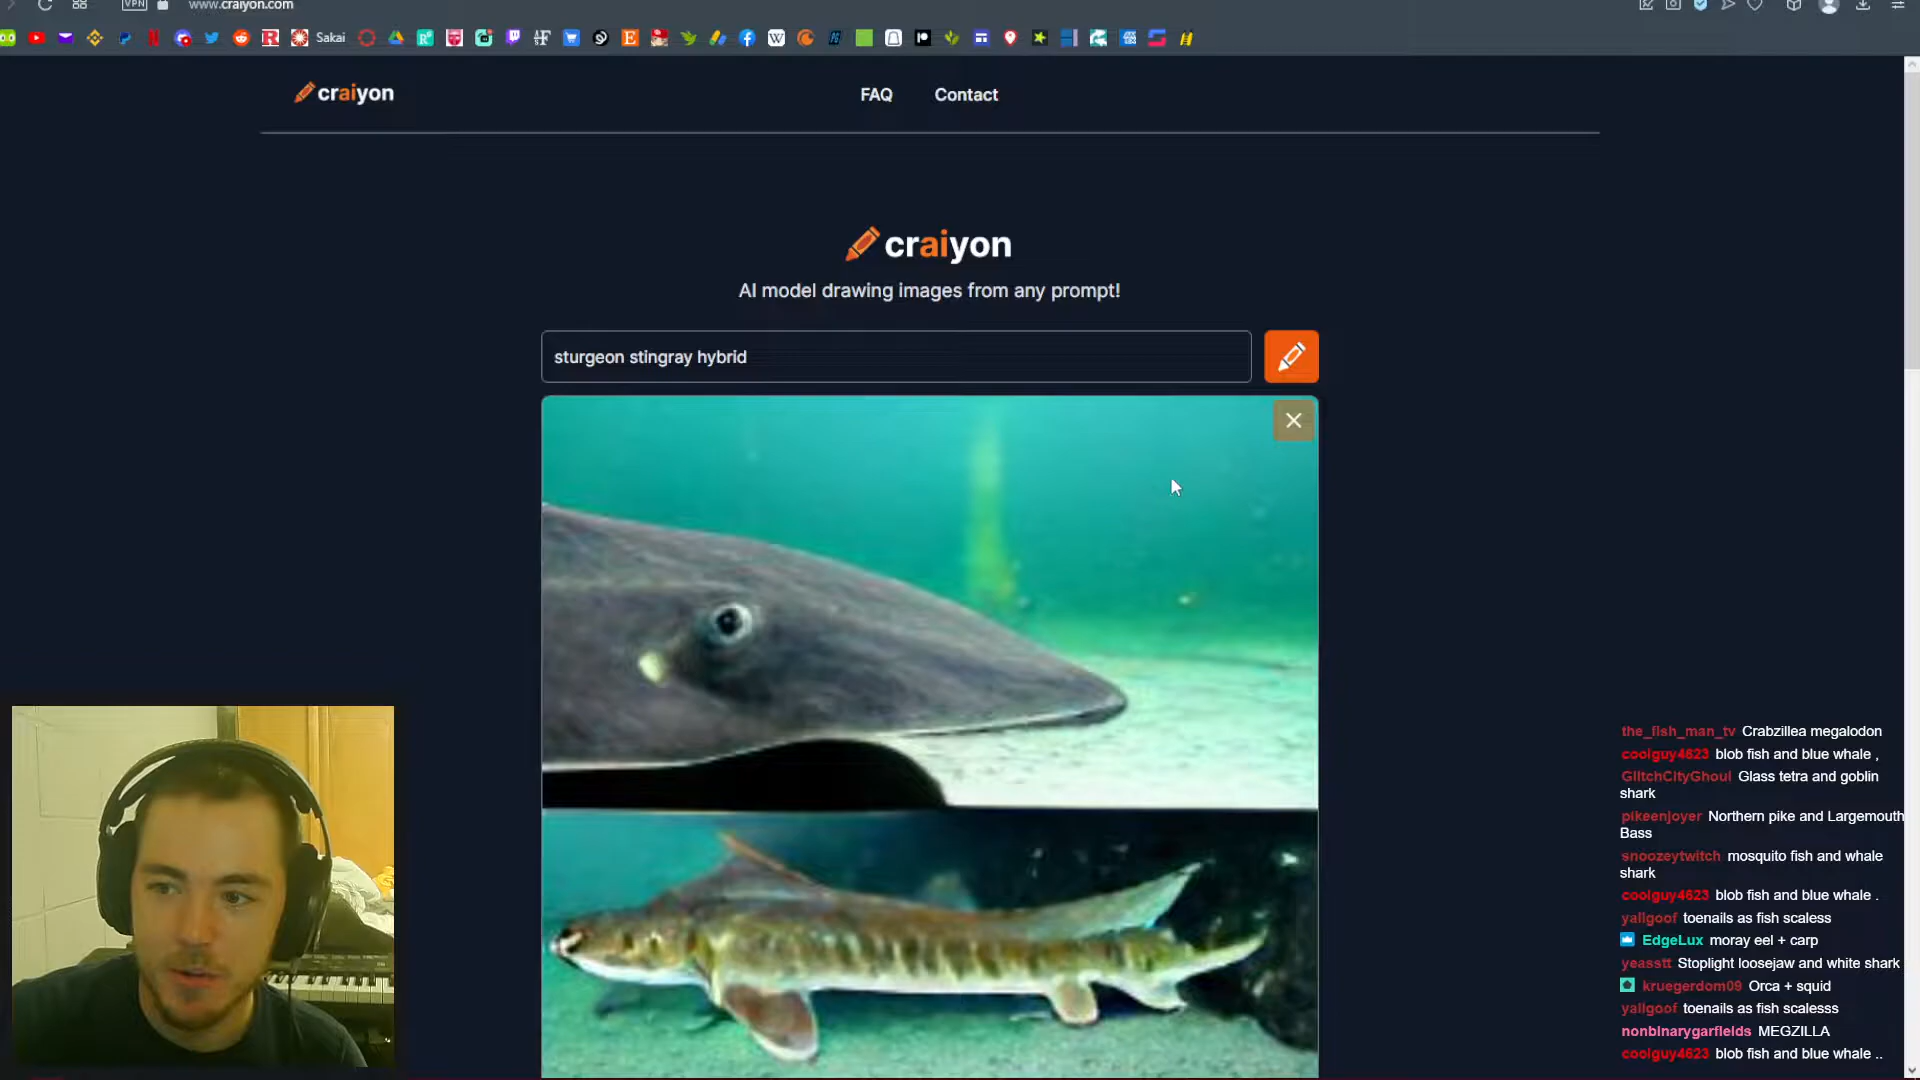 VPN
www.craiyon.com
Sakai
craiyon
FAQ
Contact
craiyon
AI model drawing images from any prompt!
sturgeon stingray hybrid
the_fish_man_tv Crabzillea megalodon
coolguy4623 blob fish and blue whale ,
GlitchCityGhoul Glass tetra and goblin
shark
pikeenjoyer Northern pike and Largemouth
Bass
snoozeytwitch mosquito fish and whale
shark
coolguy4623 blob fish and blue whale .
yallgoof toenails as fish scaless
EdgeLux moray eel + carp
yeasstt Stoplight loosejaw and white shark
kruegerdom09 Orca + squid
yallgoof toenails as fish scalesss
nonbinarygarfields MEGZILLA
coolguy4623 blob fish and blue whale ..